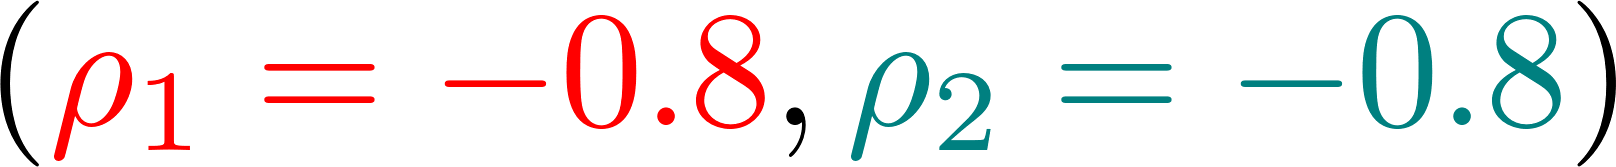 (ρ₁ = −0.8, ρ₂ = −0.8)